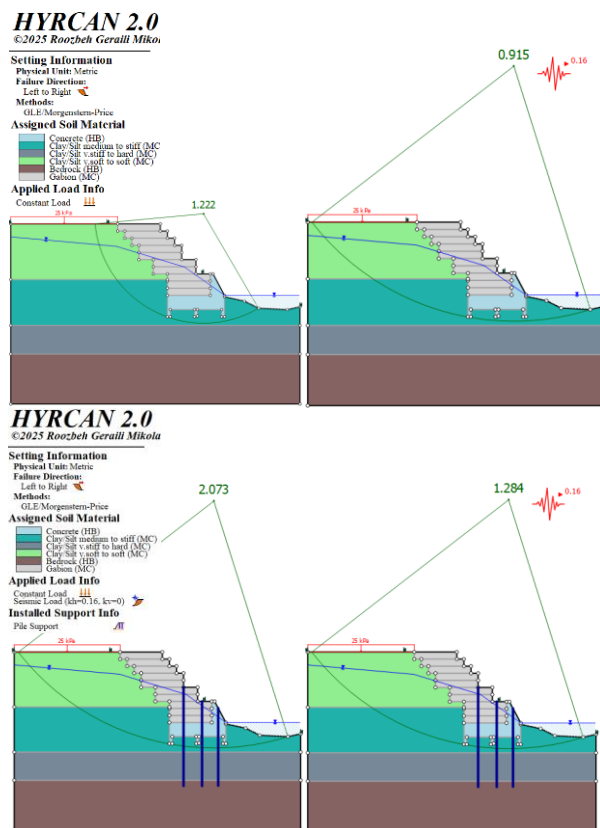 HYRCAN 2.0
©2025 Roozbeh Geraili Mikol
Setting Information
Physical Unit: Metric
Failure Direction:
Left to Right
Methods:
GLE/Morgenstern-Price
Assigned Soil Material
Concrete (HB)
Clay/Silt medium to stiff (MC
Clay/Silt v.stiff to hard (MC)
Clay/Silt v.soft to soft (MC)
Bedrock (HB)
Gabion (MC)
Applied Load Info
Constant Load
25 kPa
1.222
0.915
0.16
25 kPa
HYRCAN 2.0
©2025 Roozbeh Geraili Mikola
Setting Information
Physical Unit: Metric
Failure Direction:
Left to Right
Methods:
GLE/Morgenstern-Price
Assigned Soil Material
Concrete (HB)
Clay/Silt medium to stiff (MC)
Clay/Silt v.stiff to hard (MC)
Clay/Silt v.soft to soft (MC)
Bedrock (HB)
Gabion (MC)
Applied Load Info
Constant Load
Seismic Load (kh=0.16, kv=0)
Installed Support Info
Pile Support
25 kPa
2.073
1.284
0.16
25 kPa